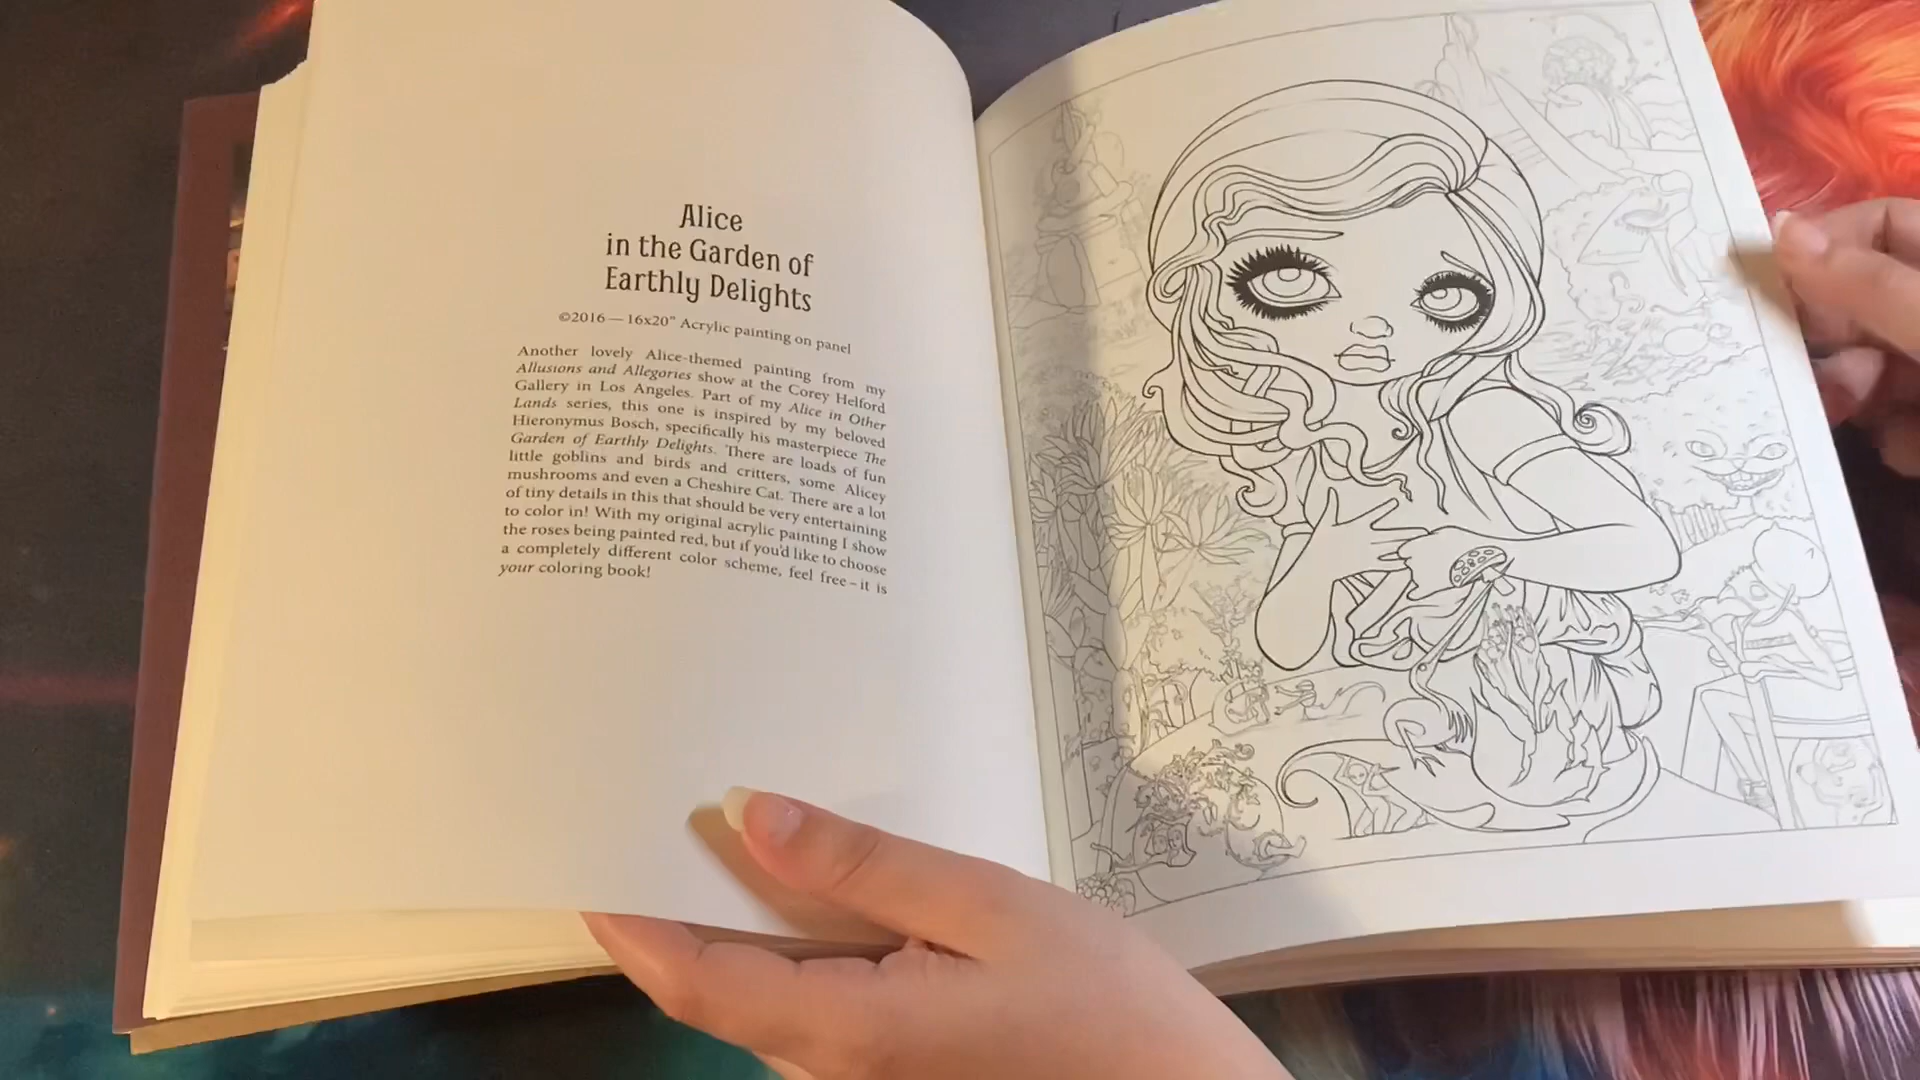 Alice
in the Garden of
Earthly Delights
©2016 — 16x20" Acrylic painting on panel
Another lovely Alice-themed painting from my
Allusions and Allegories show at the Corey Helford
Gallery in Los Angeles. Part of my Alice in Other
Lands series, this one is inspired by my beloved
Hieronymus Bosch, specifically his masterpiece The
Garden of Earthly Delights. There are loads of fun
little goblins and birds and critters, some Alicey
mushrooms and even a Cheshire Cat. There are a lot
of tiny details in this that should be very entertaining
to color in! With my original acrylic painting I show
the roses being painted red, but if you'd like to choose
a completely different color scheme, feel free – it is
your coloring book!